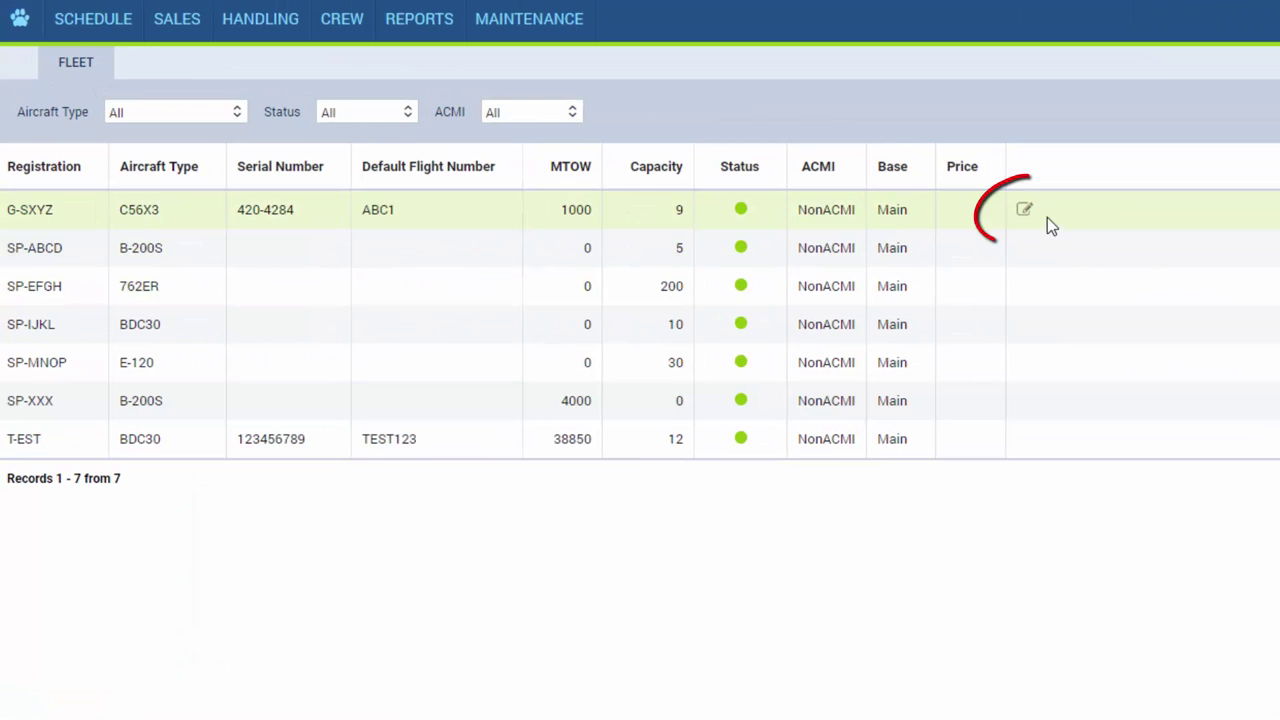 SCHEDULE SALES HANDLING CREW REPORTS MAINTENANCE
FLEET
Aircraft Type All Status All ACMI All
Registration Aircraft Type Serial Number Default Flight Number MTOW Capacity Status ACMI Base Price
G-SXYZ C56X3 420-4284 ABC1 1000 9 NonACMI Main
SP-ABCD B-200S 0 5 NonACMI Main
SP-EFGH 762ER 0 200 NonACMI Main
SP-IJKL BDC30 0 10 NonACMI Main
SP-MNOP E-120 0 30 NonACMI Main
SP-XXX B-200S 4000 0 NonACMI Main
T-EST BDC30 123456789 TEST123 38850 12 NonACMI Main
Records 1 - 7 from 7